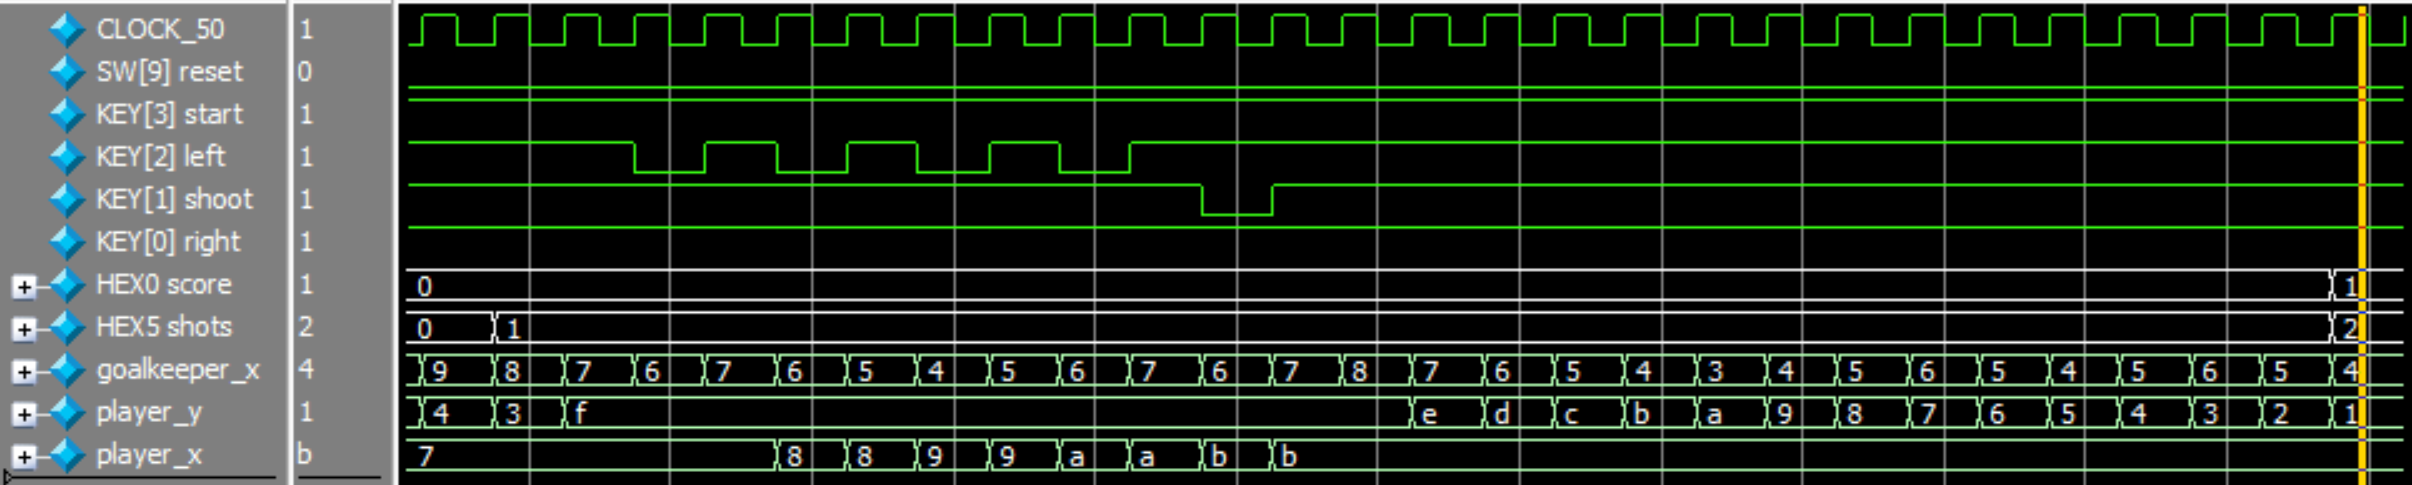 CLOCK_50 1
SW[9] reset 0
KEY[3] start 1
KEY[2] left 1
KEY[1] shoot 1
KEY[0] right 1
HEX0 score 1 0 1
HEX5 shots 2 0 1 2
goalkeeper_x 4 9 8 7 6 7 6 5 4 5 6 7 6 7 8 7 6 5 4 3 4 5 6 5 4 5 6 5 4
player_y 1 4 3 f e d c b a 9 8 7 6 5 4 3 2 1
player_x b 7 8 8 9 9 a a b b